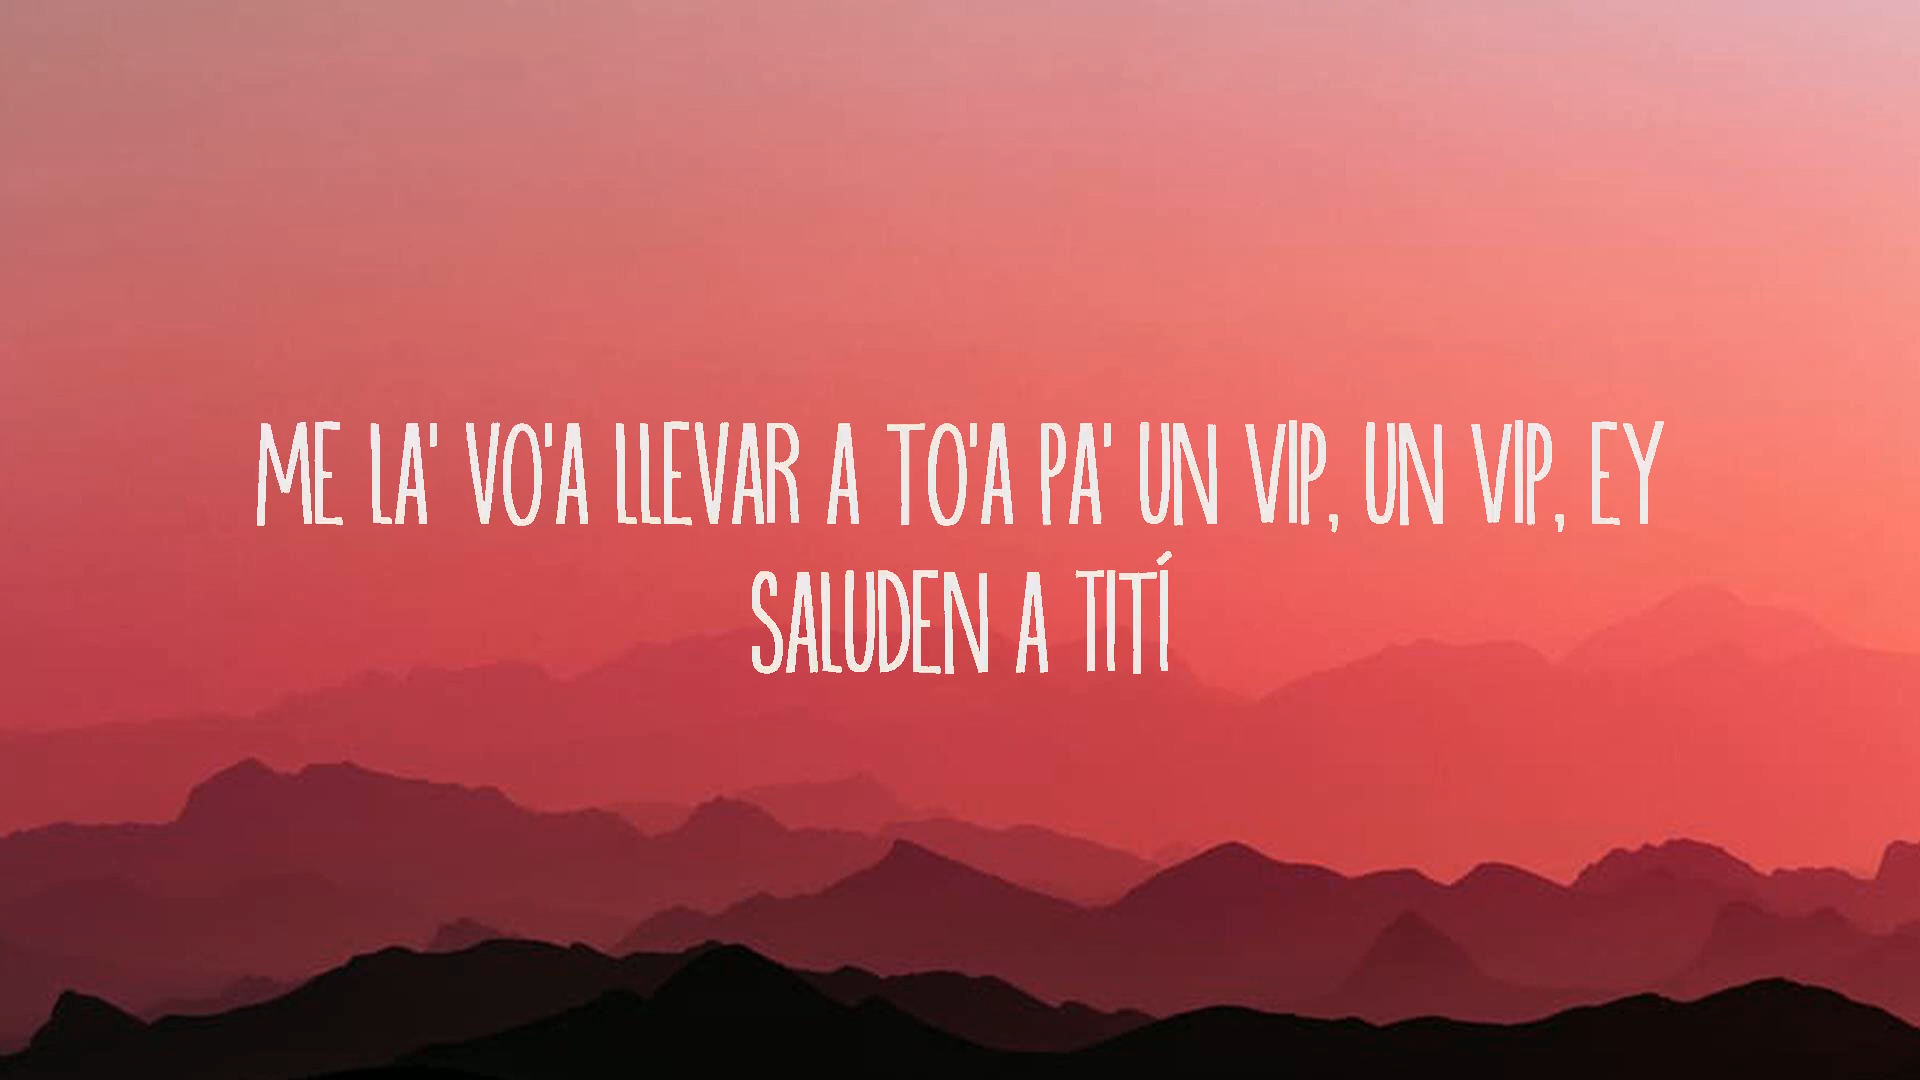 ME LA' VO'A LLEVAR A TO'A PA' UN VIP, UN VIP, EY
SALUDEN A TITÍ